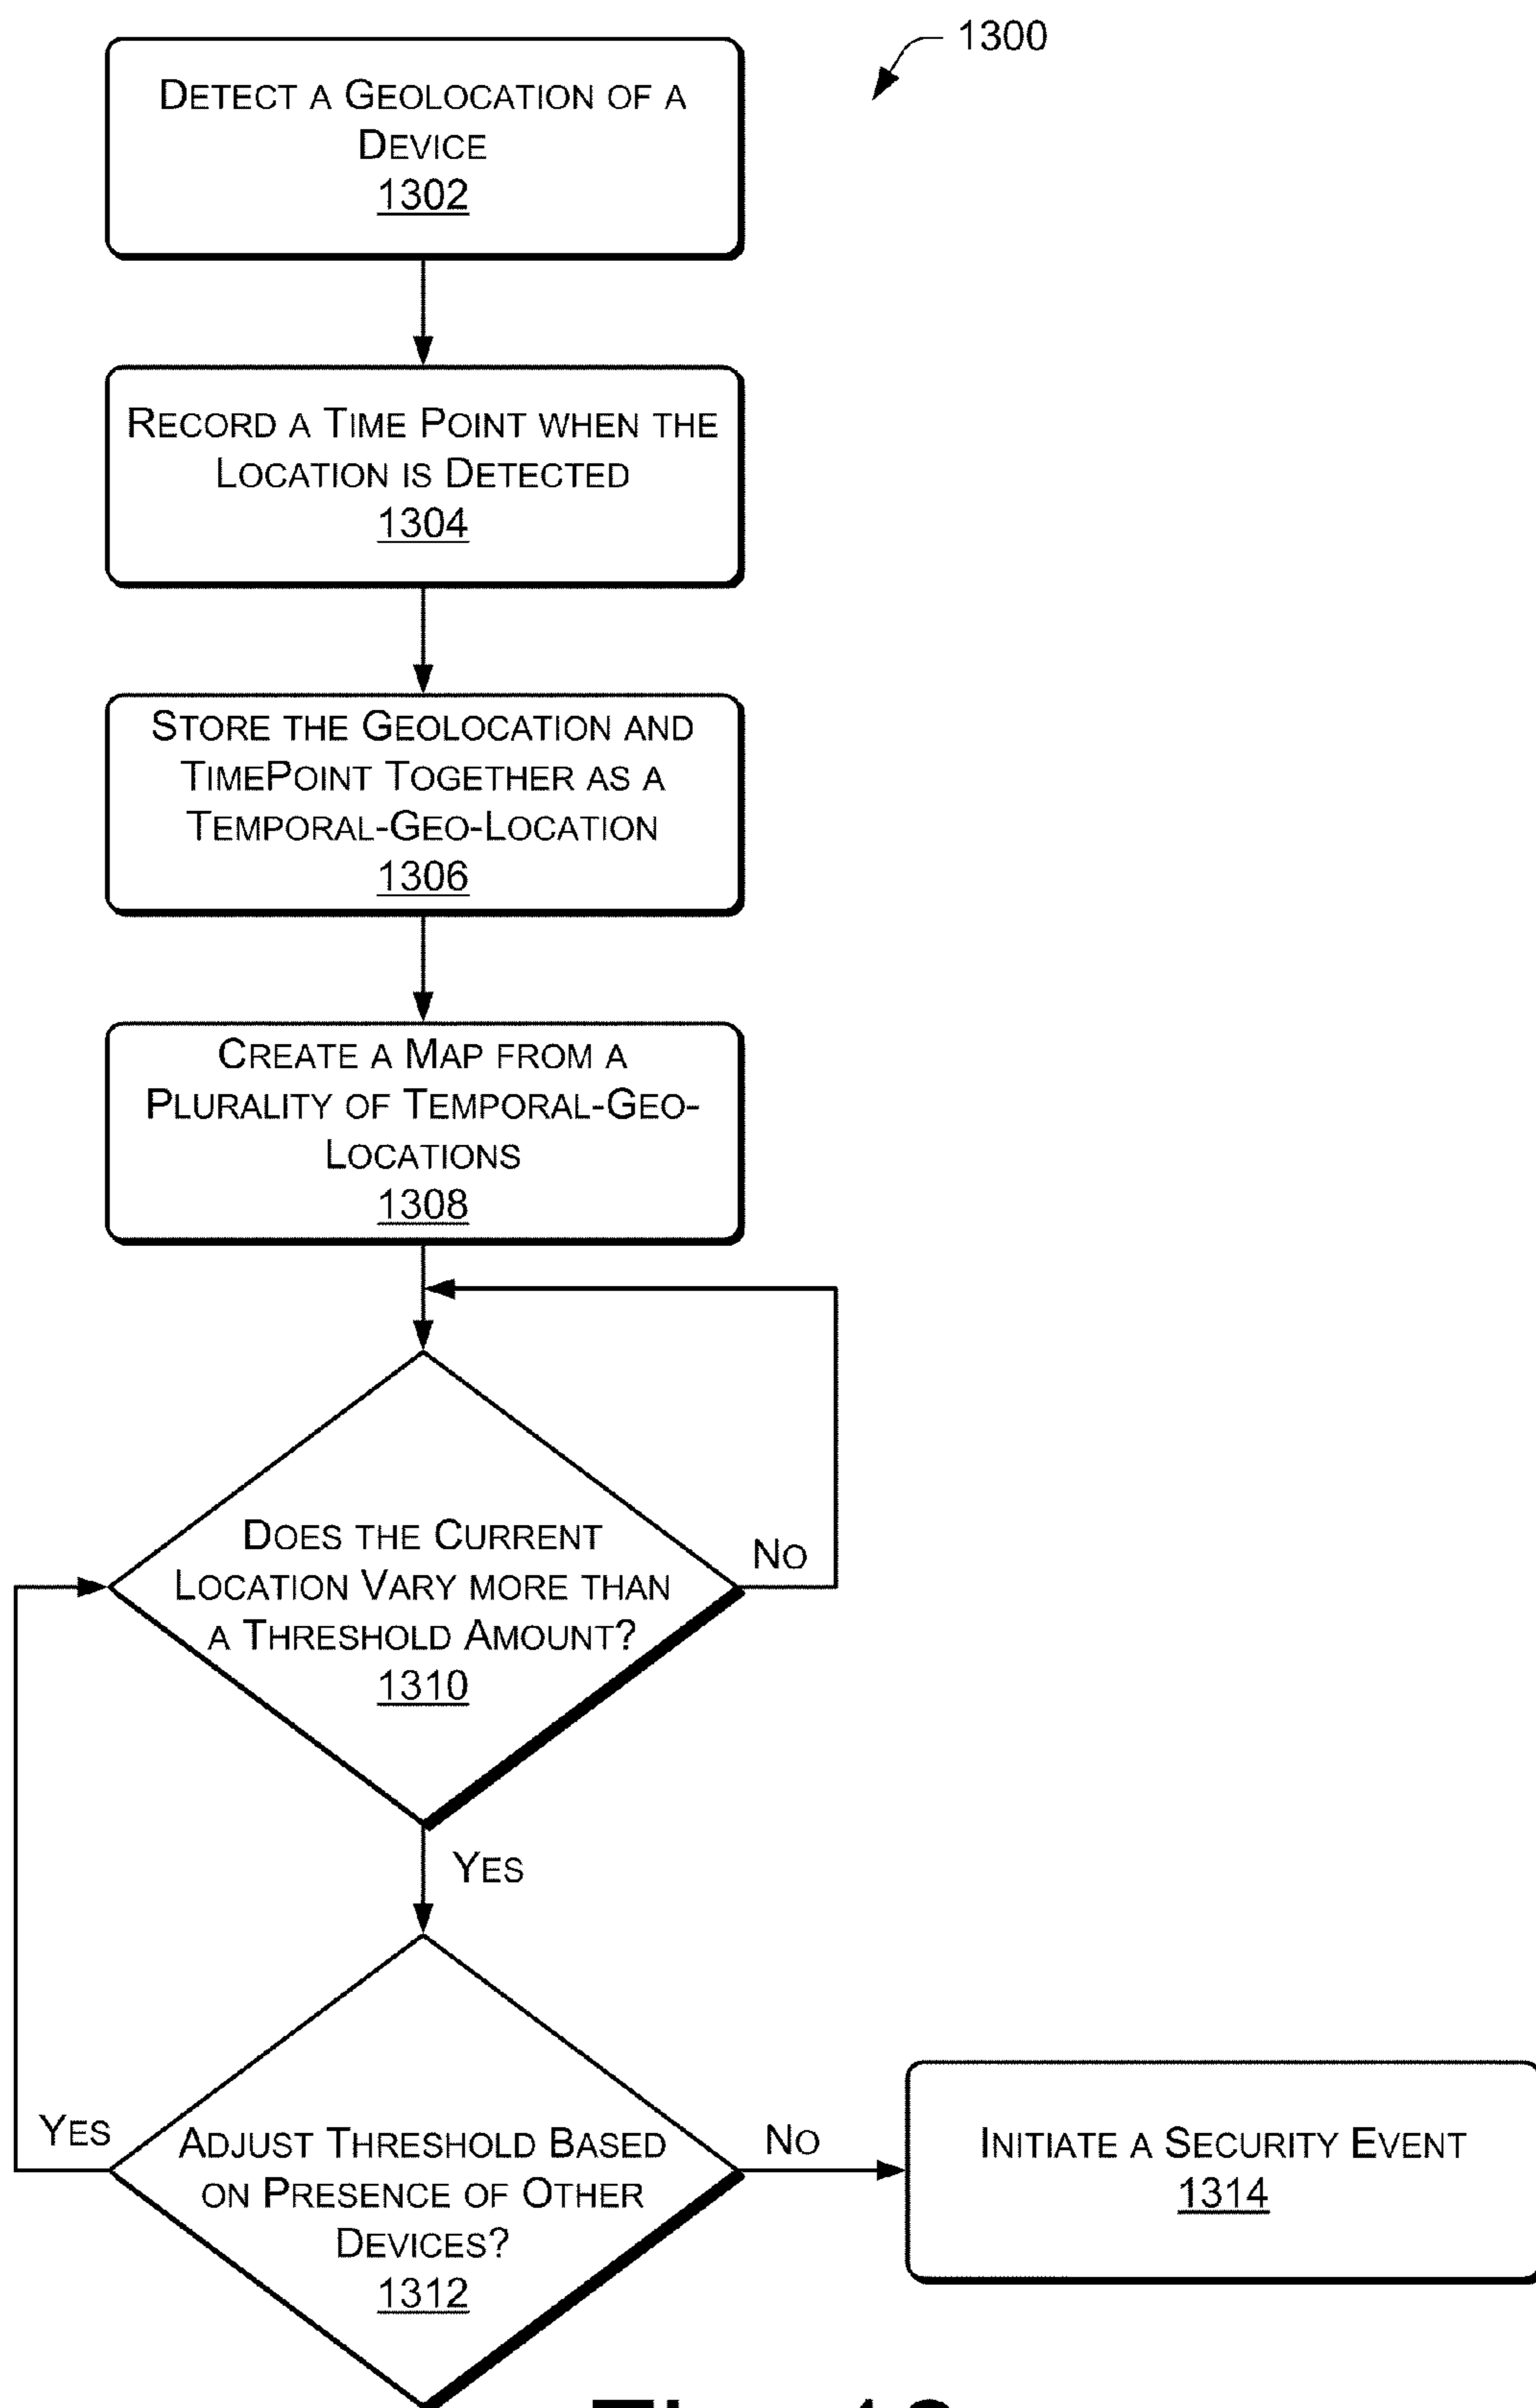 1300
DETECT A GEOLOCATION OF A
DEVICE
1302
RECORD A TIME POINT WHEN THE
LOCATION IS DETECTED
1304
STORE THE GEOLOCATION AND
TIMEPOINT TOGETHER AS A
TEMPORAL-GEO-LOCATION
1306
CREATE A MAP FROM A
PLURALITY OF TEMPORAL-GEO-
LOCATIONS
1308
DOES THE CURRENT
LOCATION VARY MORE THAN
A THRESHOLD AMOUNT?
1310
NO
YES
ADJUST THRESHOLD BASED
ON PRESENCE OF OTHER
DEVICES?
1312
YES
NO
INITIATE A SECURITY EVENT
1314